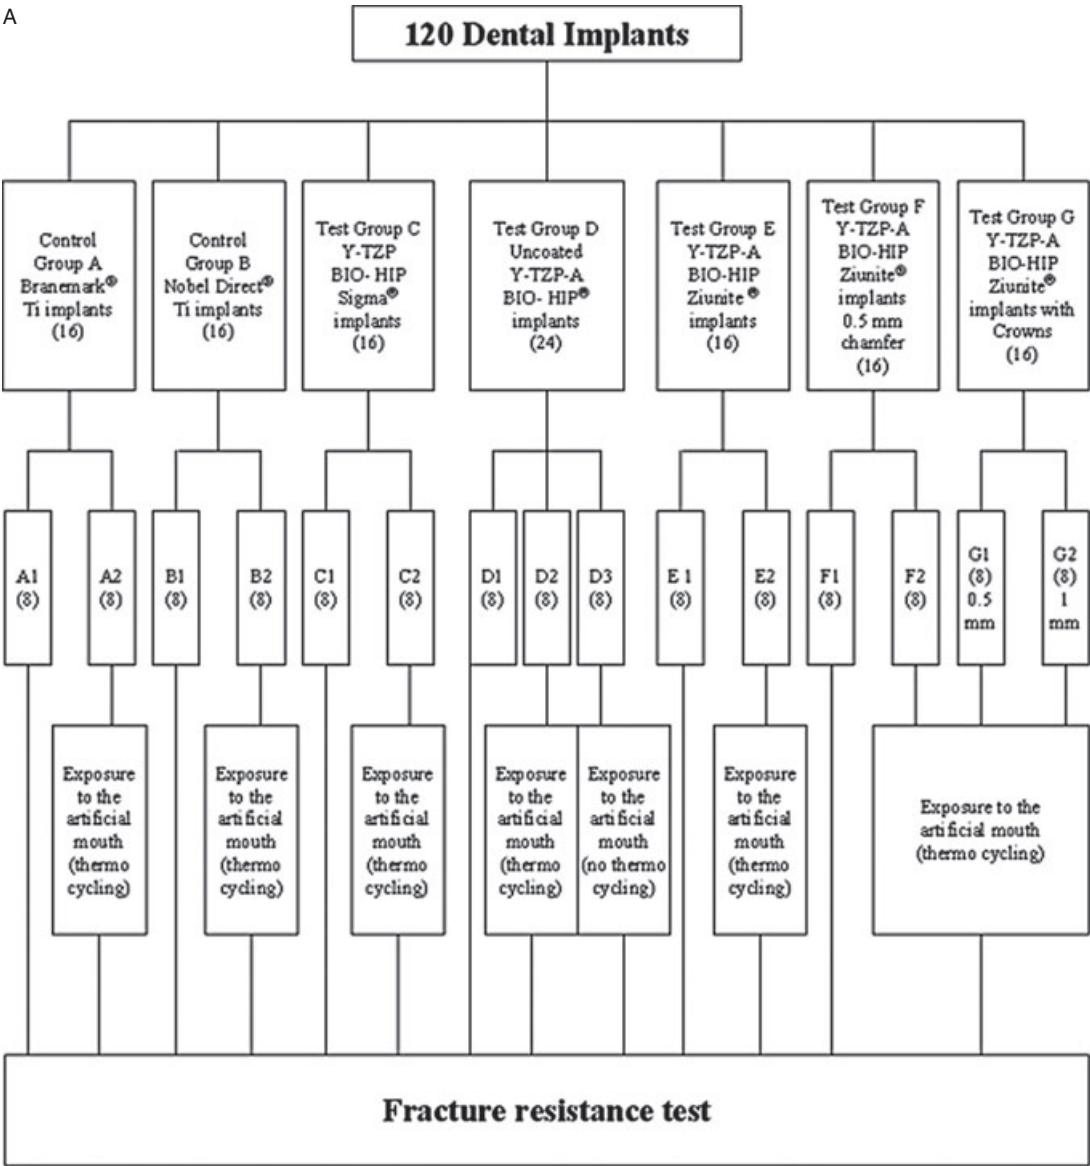 A
120 Dental Implants
Control
Group A
Branemark®
Ti implants
(16)
Control
Group B
Nobel Direct®
Ti implants
(16)
Test Group C
Y-TZP
BIO- HIP
Sigma®
implants
(16)
Test Group D
Uncoated
Y-TZP-A
BIO- HIP®
implants
(24)
Test Group E
Y-TZP-A
BIO-HIP
Ziunite ®
implants
(16)
Test Group F
Y-TZP-A
BIO-HIP
Ziunite®
implants
0.5 mm
chamfer
(16)
Test Group G
Y-TZP-A
BIO-HIP
Ziunite®
implants with
Crowns
(16)
A1
(8)
A2
(8)
B1
(8)
B2
(8)
C1
(8)
C2
(8)
D1
(8)
D2
(8)
D3
(8)
E 1
(8)
E2
(8)
F1
(8)
F2
(8)
G1
(8)
0.5
mm
G2
(8)
1
mm
Exposure
to the
artificial
mouth
(thermo
cycling)
Exposure
to the
artificial
mouth
(thermo
cycling)
Exposure
to the
artificial
mouth
(thermo
cycling)
Exposure
to the
artificial
mouth
(thermo
cycling)
Exposure
to the
artificial
mouth
(no thermo
cycling)
Exposure
to the
artificial
mouth
(thermo
cycling)
Exposure to the
artificial mouth
(thermo cycling)
Fracture resistance test